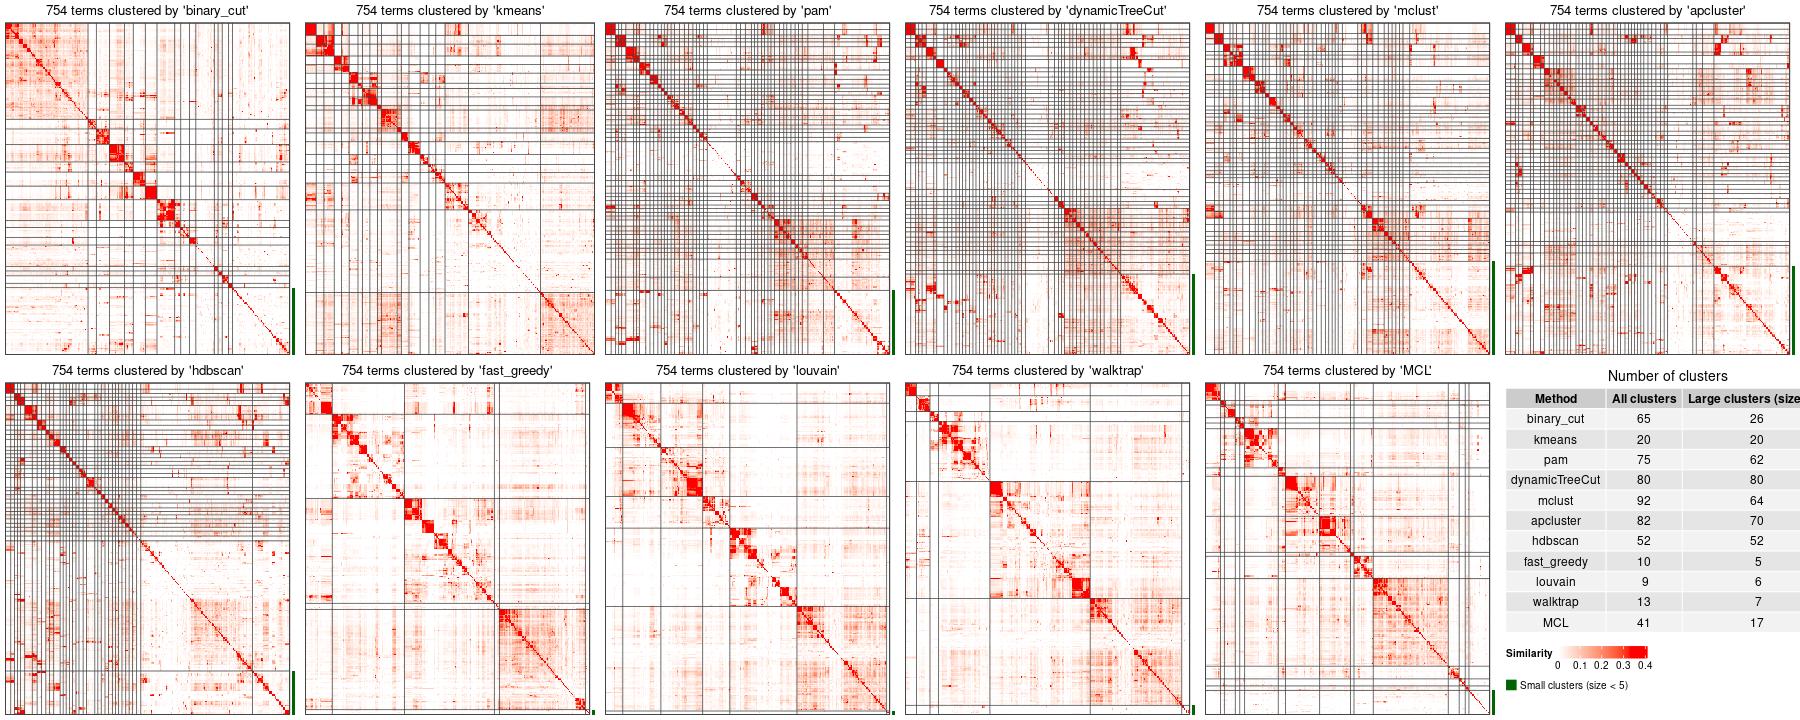 754 terms clustered by 'binary_cut'
754 terms clustered by 'kmeans'
754 terms clustered by 'pam'
754 terms clustered by 'dynamicTreeCut'
754 terms clustered by 'mclust'
754 terms clustered by 'apcluster'
754 terms clustered by 'hdbscan'
754 terms clustered by 'fast_greedy'
754 terms clustered by 'louvain'
754 terms clustered by 'walktrap'
754 terms clustered by 'MCL'
Number of clusters
Method All clusters Large clusters (size
binary_cut 65 26
kmeans 20 20
pam 75 62
dynamicTreeCut 80 80
mclust 92 64
apcluster 82 70
hdbscan 52 52
fast_greedy 10 5
louvain 9 6
walktrap 13 7
MCL 41 17
Similarity
0 0.1 0.2 0.3 0.4
Small clusters (size < 5)